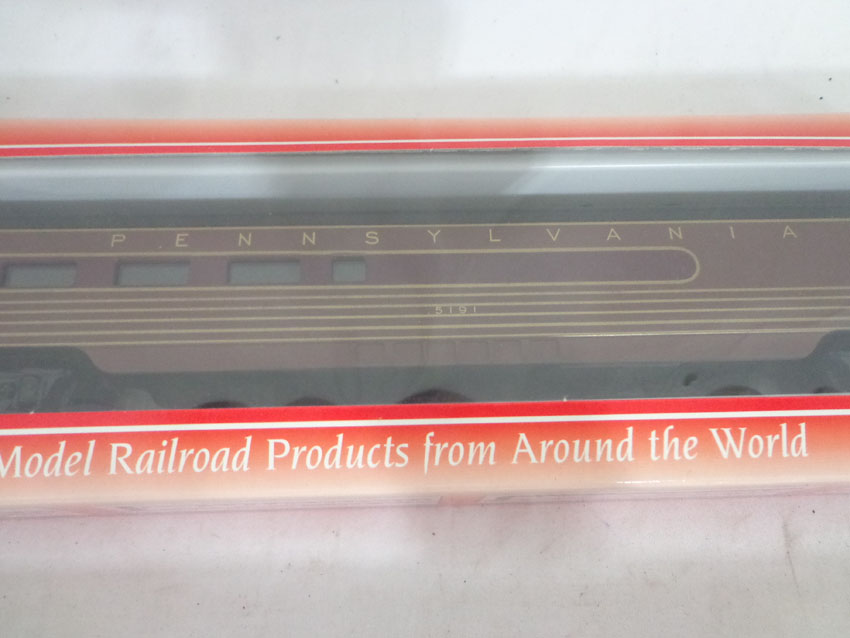 PENNSYLVANIA
5191
Model Railroad Products from Around the World